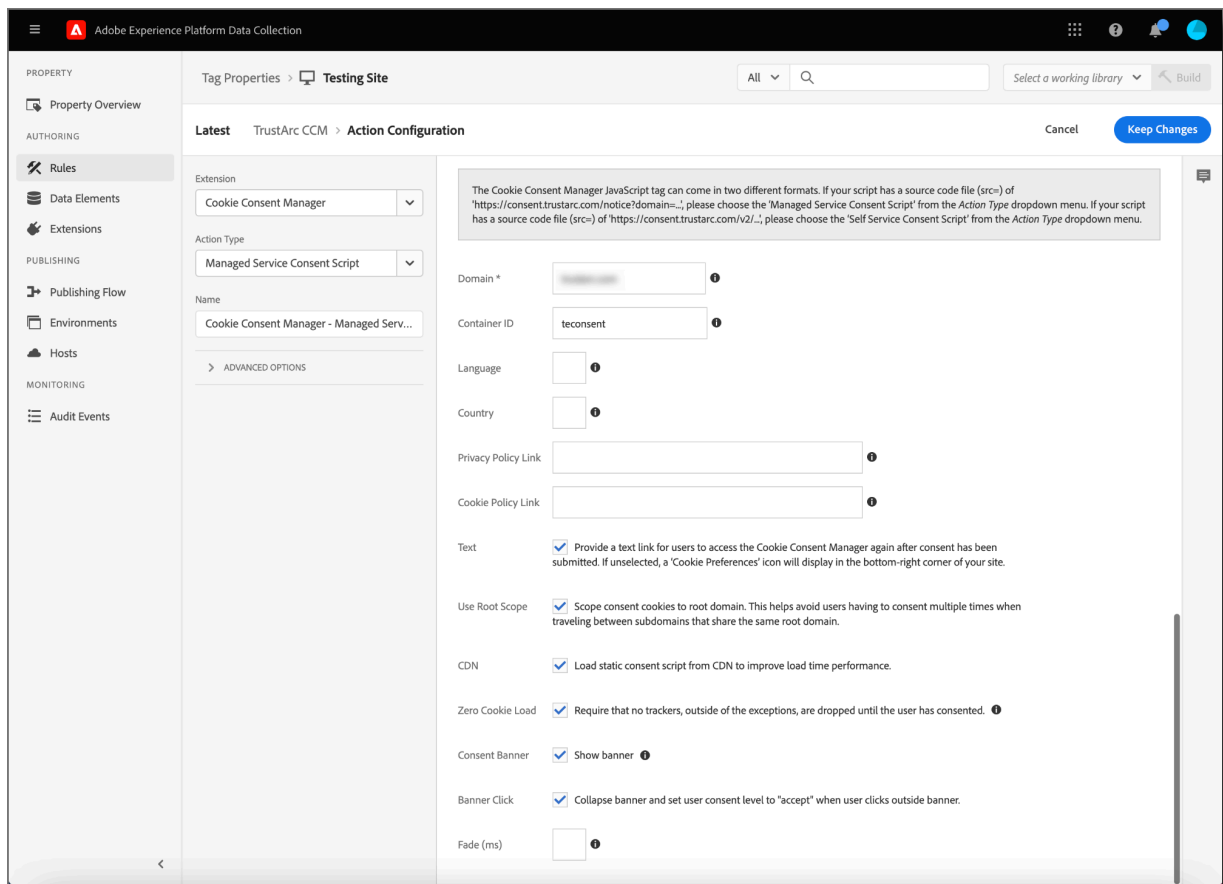 Adobe Experience Platform Data Collection
PROPERTY
Property Overview
AUTHORING
Rules
Data Elements
Extensions
PUBLISHING
Publishing Flow
Environments
Hosts
MONITORING
Audit Events
Tag Properties > Testing Site
All
Select a working library
Build
Latest TrustArc CCM > Action Configuration
Cancel
Keep Changes
Extension
Cookie Consent Manager
Action Type
Managed Service Consent Script
Name
Cookie Consent Manager - Managed Serv...
> ADVANCED OPTIONS
The Cookie Consent Manager JavaScript tag can come in two different formats. If your script has a source code file (src=) of
'https://consent.trustarc.com/notice?domain=...', please choose the 'Managed Service Consent Script' from the Action Type dropdown menu. If your script
has a source code file (src=) of 'https://consent.trustarc.com/v2/...', please choose the 'Self Service Consent Script' from the Action Type dropdown menu.
Domain *
Container ID teconsent
Language
Country
Privacy Policy Link
Cookie Policy Link
Text Provide a text link for users to access the Cookie Consent Manager again after consent has been
submitted. If unselected, a 'Cookie Preferences' icon will display in the bottom-right corner of your site.
Use Root Scope Scope consent cookies to root domain. This helps avoid users having to consent multiple times when
traveling between subdomains that share the same root domain.
CDN Load static consent script from CDN to improve load time performance.
Zero Cookie Load Require that no trackers, outside of the exceptions, are dropped until the user has consented.
Consent Banner Show banner
Banner Click Collapse banner and set user consent level to "accept" when user clicks outside banner.
Fade (ms)